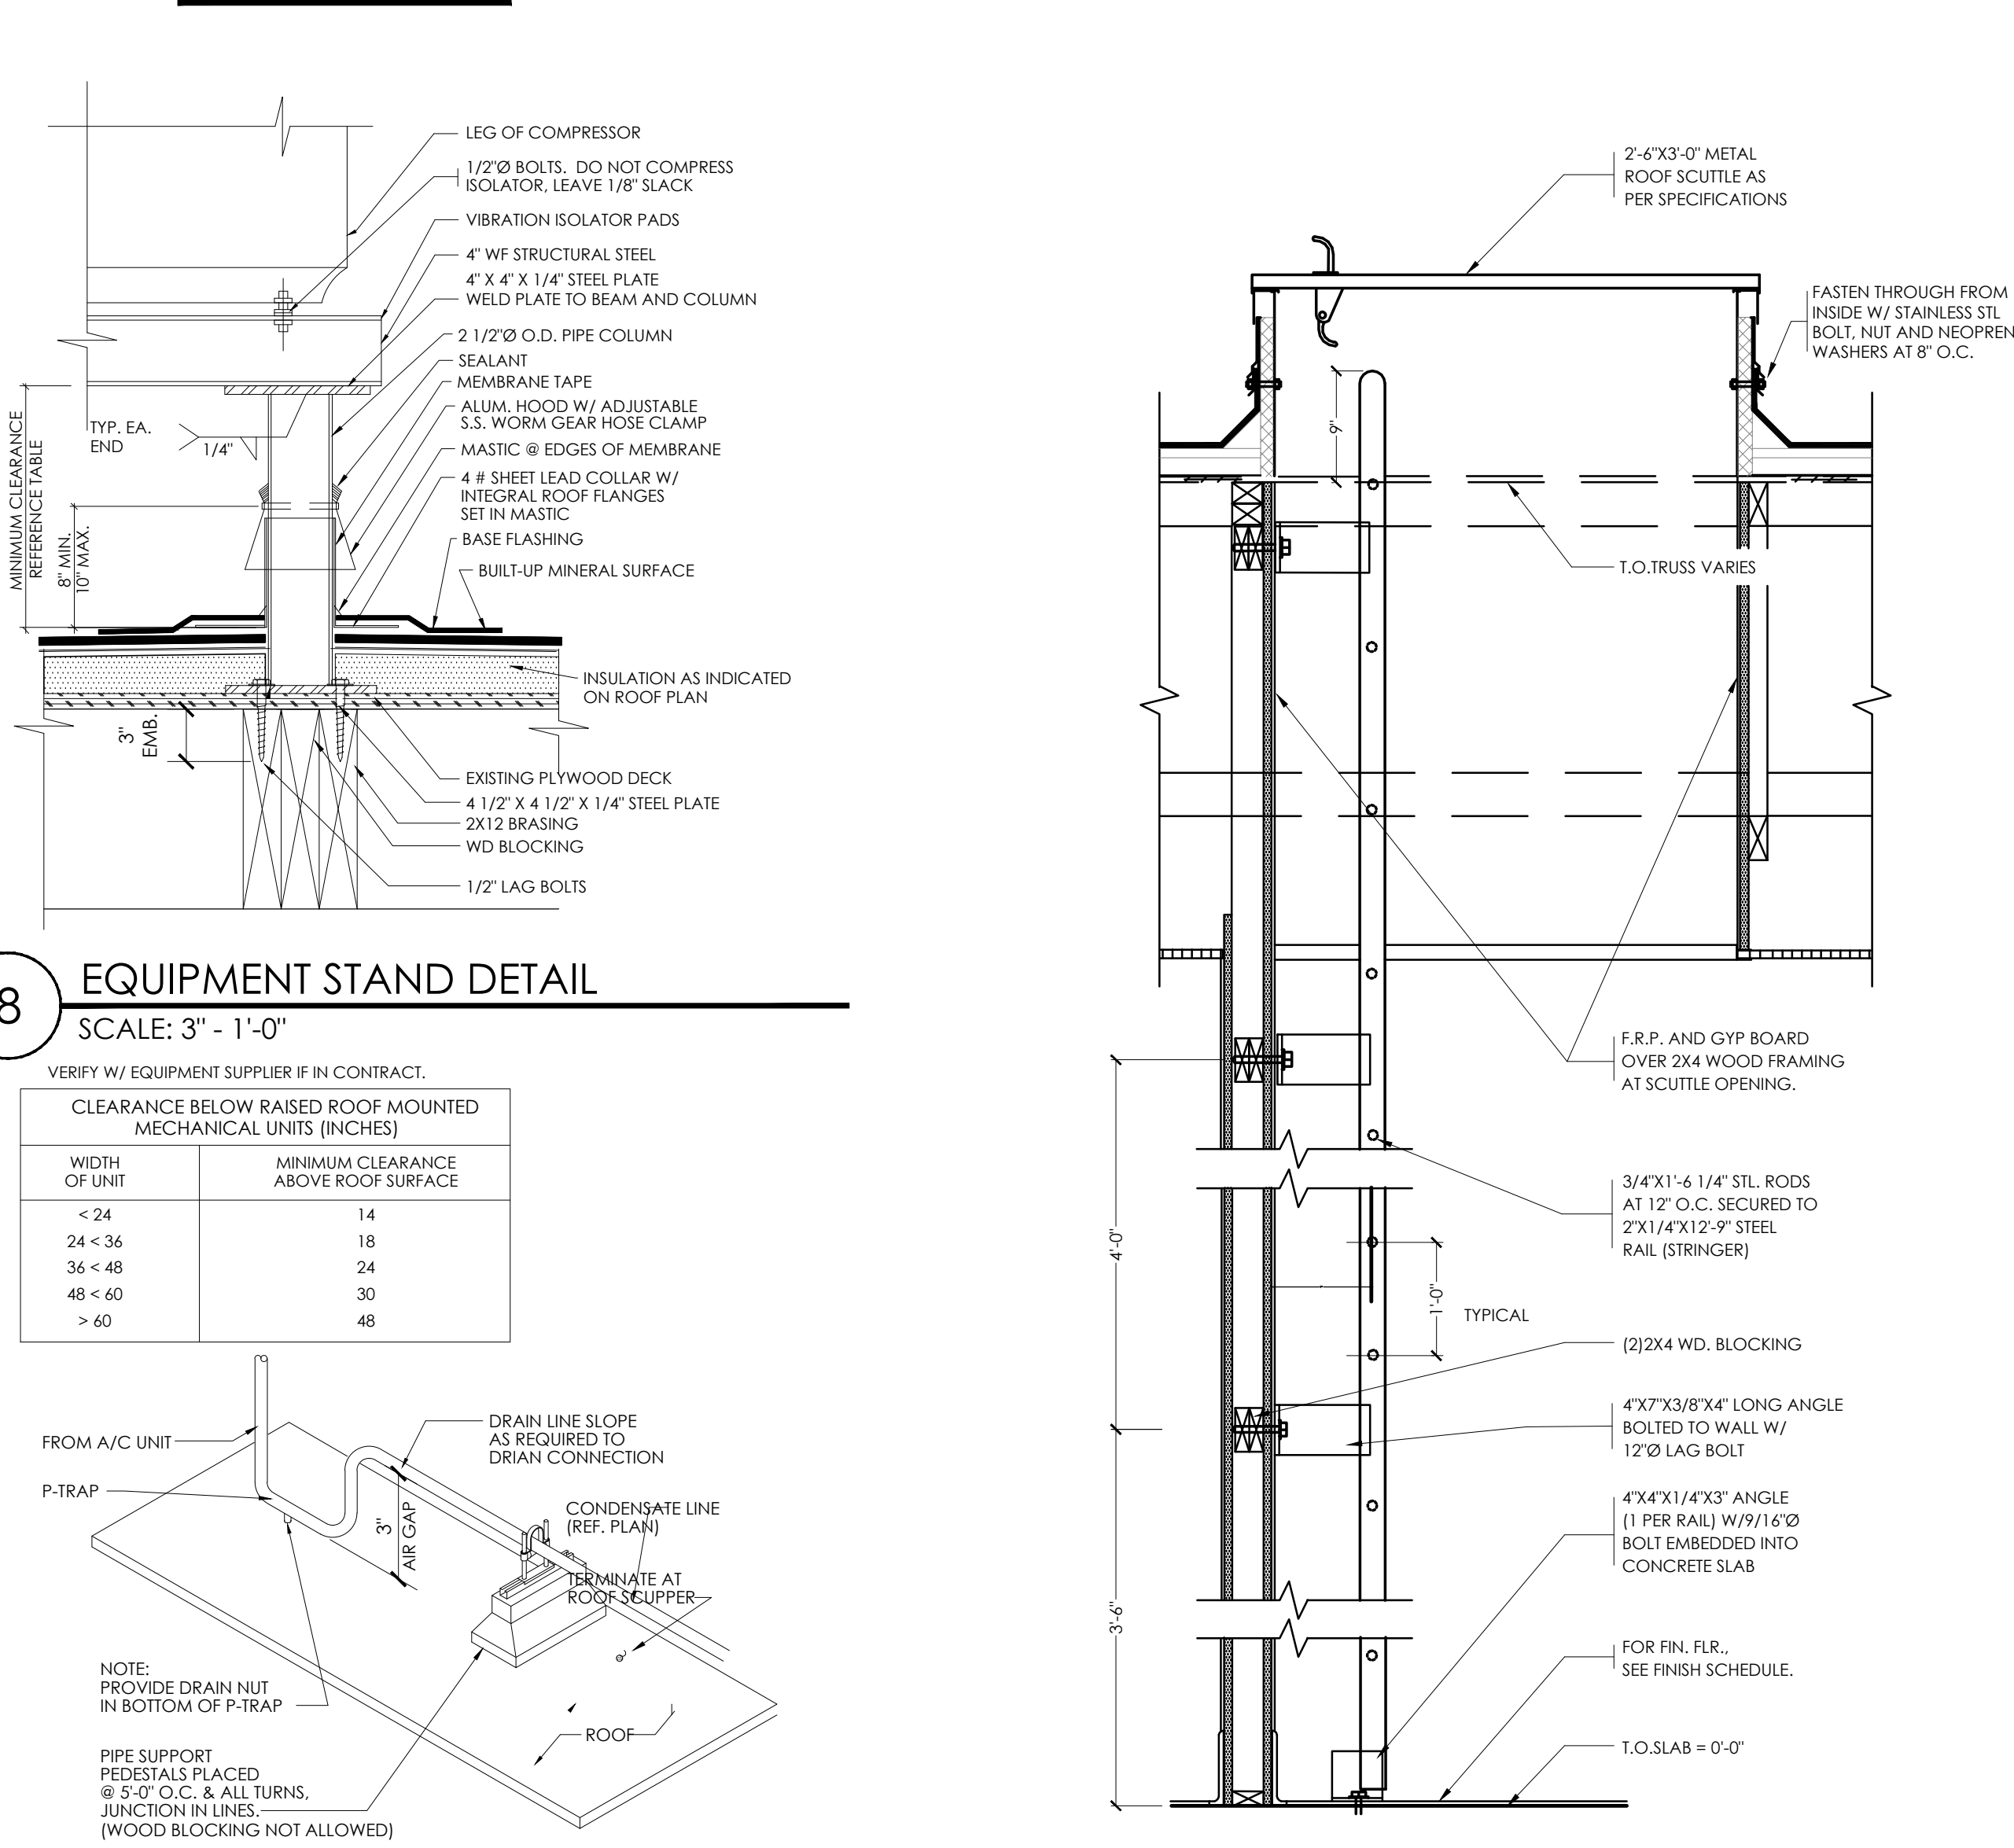 LEG OF COMPRESSOR
1/2"Ø BOLTS. DO NOT COMPRESS
ISOLATOR, LEAVE 1/8" SLACK
VIBRATION ISOLATOR PADS
4" WF STRUCTURAL STEEL
4" X 4" X 1/4" STEEL PLATE
WELD PLATE TO BEAM AND COLUMN
2 1/2"Ø O.D. PIPE COLUMN
SEALANT
MEMBRANE TAPE
ALUM. HOOD W/ ADJUSTABLE
S.S. WORM GEAR HOSE CLAMP
MASTIC @ EDGES OF MEMBRANE
4 # SHEET LEAD COLLAR W/
INTEGRAL ROOF FLANGES
SET IN MASTIC
BASE FLASHING
BUILT-UP MINERAL SURFACE
INSULATION AS INDICATED
ON ROOF PLAN
EXISTING PLYWOOD DECK
4 1/2" X 4 1/2" X 1/4" STEEL PLATE
2X12 BRASING
WD BLOCKING
1/2" LAG BOLTS
TYP. EA.
END
1/4"
MINIMUM CLEARANCE
REFERENCE TABLE
8" MIN.
10" MAX.
3"
EMB.
8
EQUIPMENT STAND DETAIL
SCALE: 3" - 1'-0"
VERIFY W/ EQUIPMENT SUPPLIER IF IN CONTRACT.
CLEARANCE BELOW RAISED ROOF MOUNTED
MECHANICAL UNITS (INCHES)
WIDTH
OF UNIT
MINIMUM CLEARANCE
ABOVE ROOF SURFACE
< 24 14
24 < 36 18
36 < 48 24
48 < 60 30
> 60 48
FROM A/C UNIT
P-TRAP
DRAIN LINE SLOPE
AS REQUIRED TO
DRIAN CONNECTION
3"
AIR GAP
CONDENSATE LINE
(REF. PLAN)
TERMINATE AT
ROOF SCUPPER
NOTE:
PROVIDE DRAIN NUT
IN BOTTOM OF P-TRAP
ROOF
PIPE SUPPORT
PEDESTALS PLACED
@ 5'-0" O.C. & ALL TURNS,
JUNCTION IN LINES.
(WOOD BLOCKING NOT ALLOWED)
2'-6"X3'-0" METAL
ROOF SCUTTLE AS
PER SPECIFICATIONS
FASTEN THROUGH FROM
INSIDE W/ STAINLESS STL
BOLT, NUT AND NEOPREN
WASHERS AT 8" O.C.
9"
T.O.TRUSS VARIES
F.R.P. AND GYP BOARD
OVER 2X4 WOOD FRAMING
AT SCUTTLE OPENING.
3/4"X1'-6 1/4" STL. RODS
AT 12" O.C. SECURED TO
2"X1/4"X12'-9" STEEL
RAIL (STRINGER)
4'-0"
1'-0"
TYPICAL
(2)2X4 WD. BLOCKING
4"X7"X3/8"X4" LONG ANGLE
BOLTED TO WALL W/
12"Ø LAG BOLT
4"X4"X1/4"X3" ANGLE
(1 PER RAIL) W/9/16"Ø
BOLT EMBEDDED INTO
CONCRETE SLAB
3'-6"
FOR FIN. FLR.,
SEE FINISH SCHEDULE.
T.O.SLAB = 0'-0"